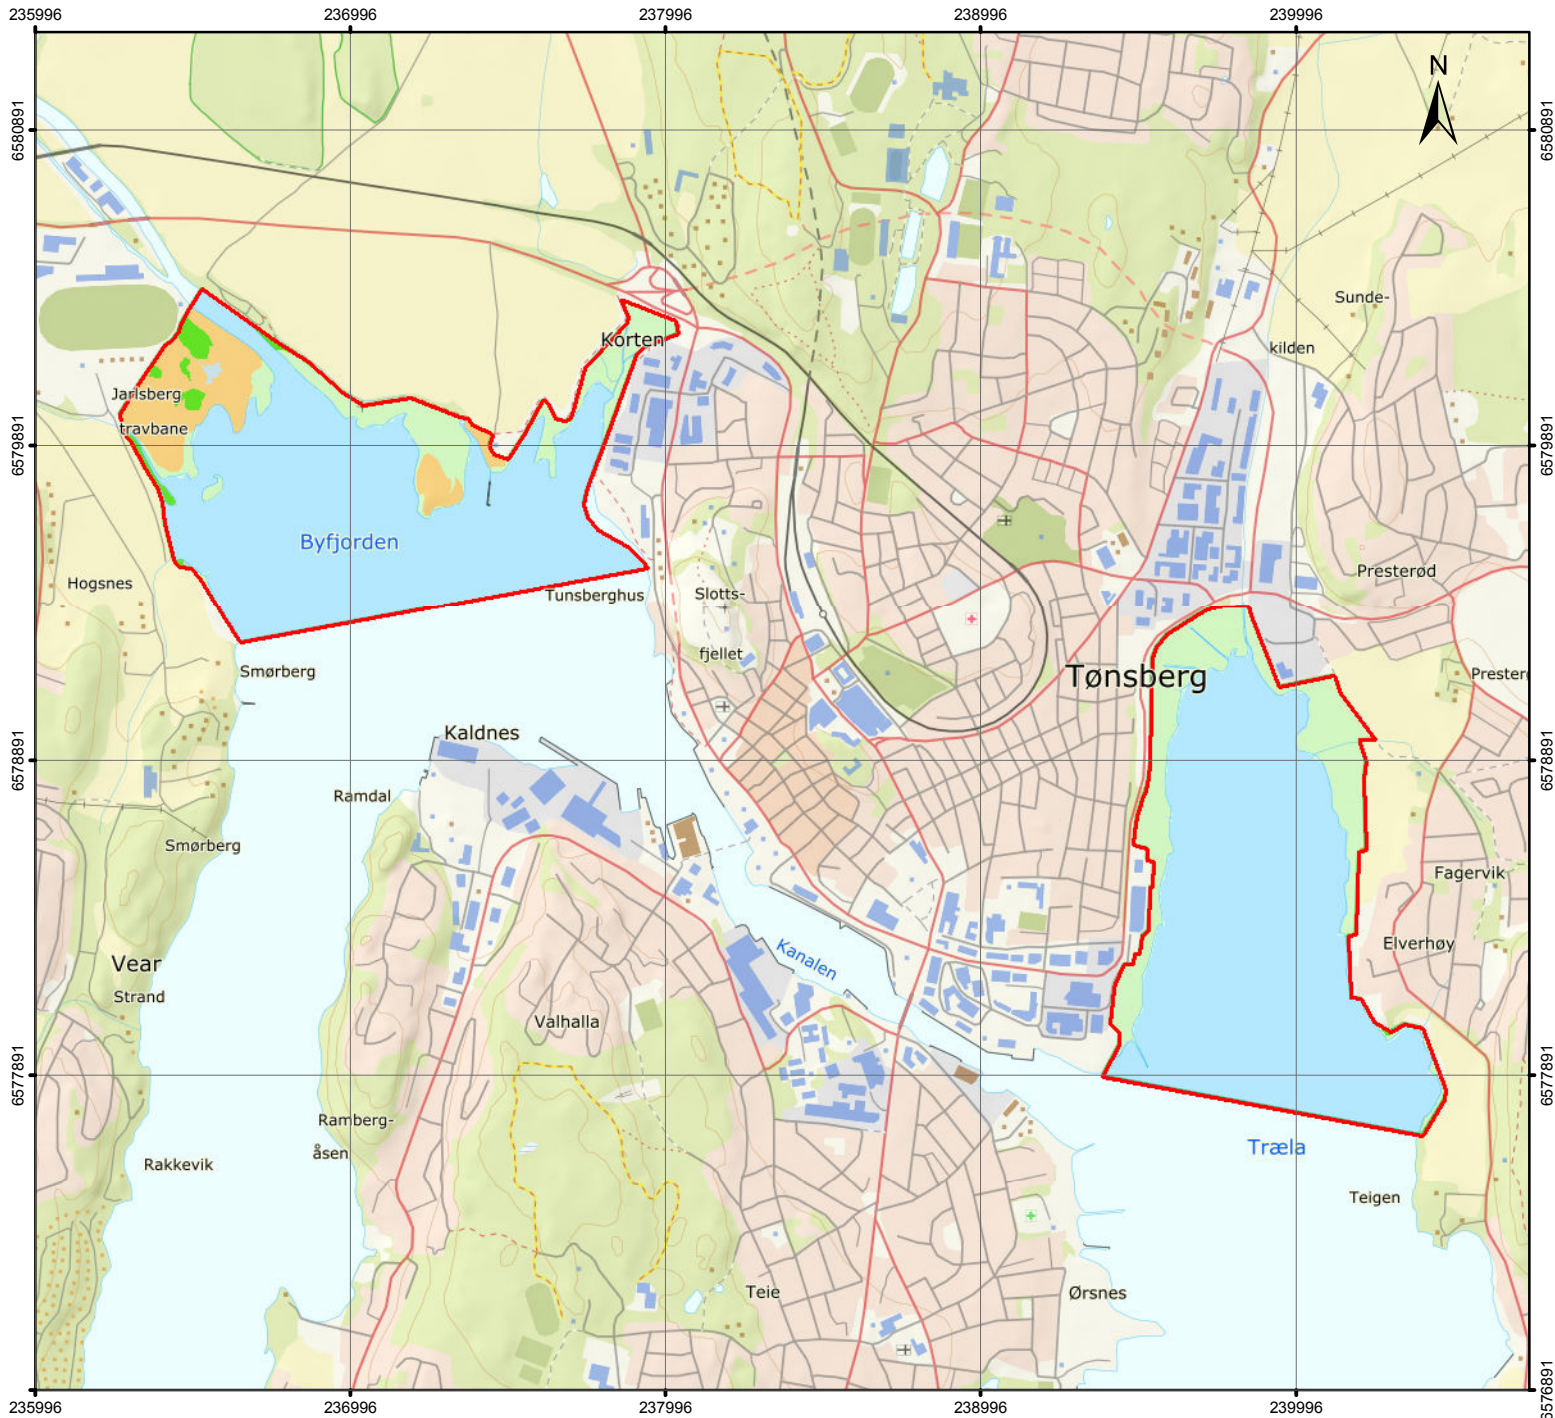 235996
236996
237996
238996
239996
N
6580891
6580891
Sunde-
kilden
Korten
Jarlsberg
travbane
6579891
6579891
Byfjorden
Hogsnes
Tunsberghus
Slotts-
fjellet
Presterød
Smørberg
Tønsberg
Prester
Kaldnes
6578891
6578891
Ramdal
Smørberg
Fagervik
Elverhøy
Vear
Strand
Kanalen
Valhalla
6577891
6577891
Ramberg-
åsen
Rakkevik
Træla
Teigen
Teie
Ørsnes
6576891
6576891
235996
236996
237996
238996
239996